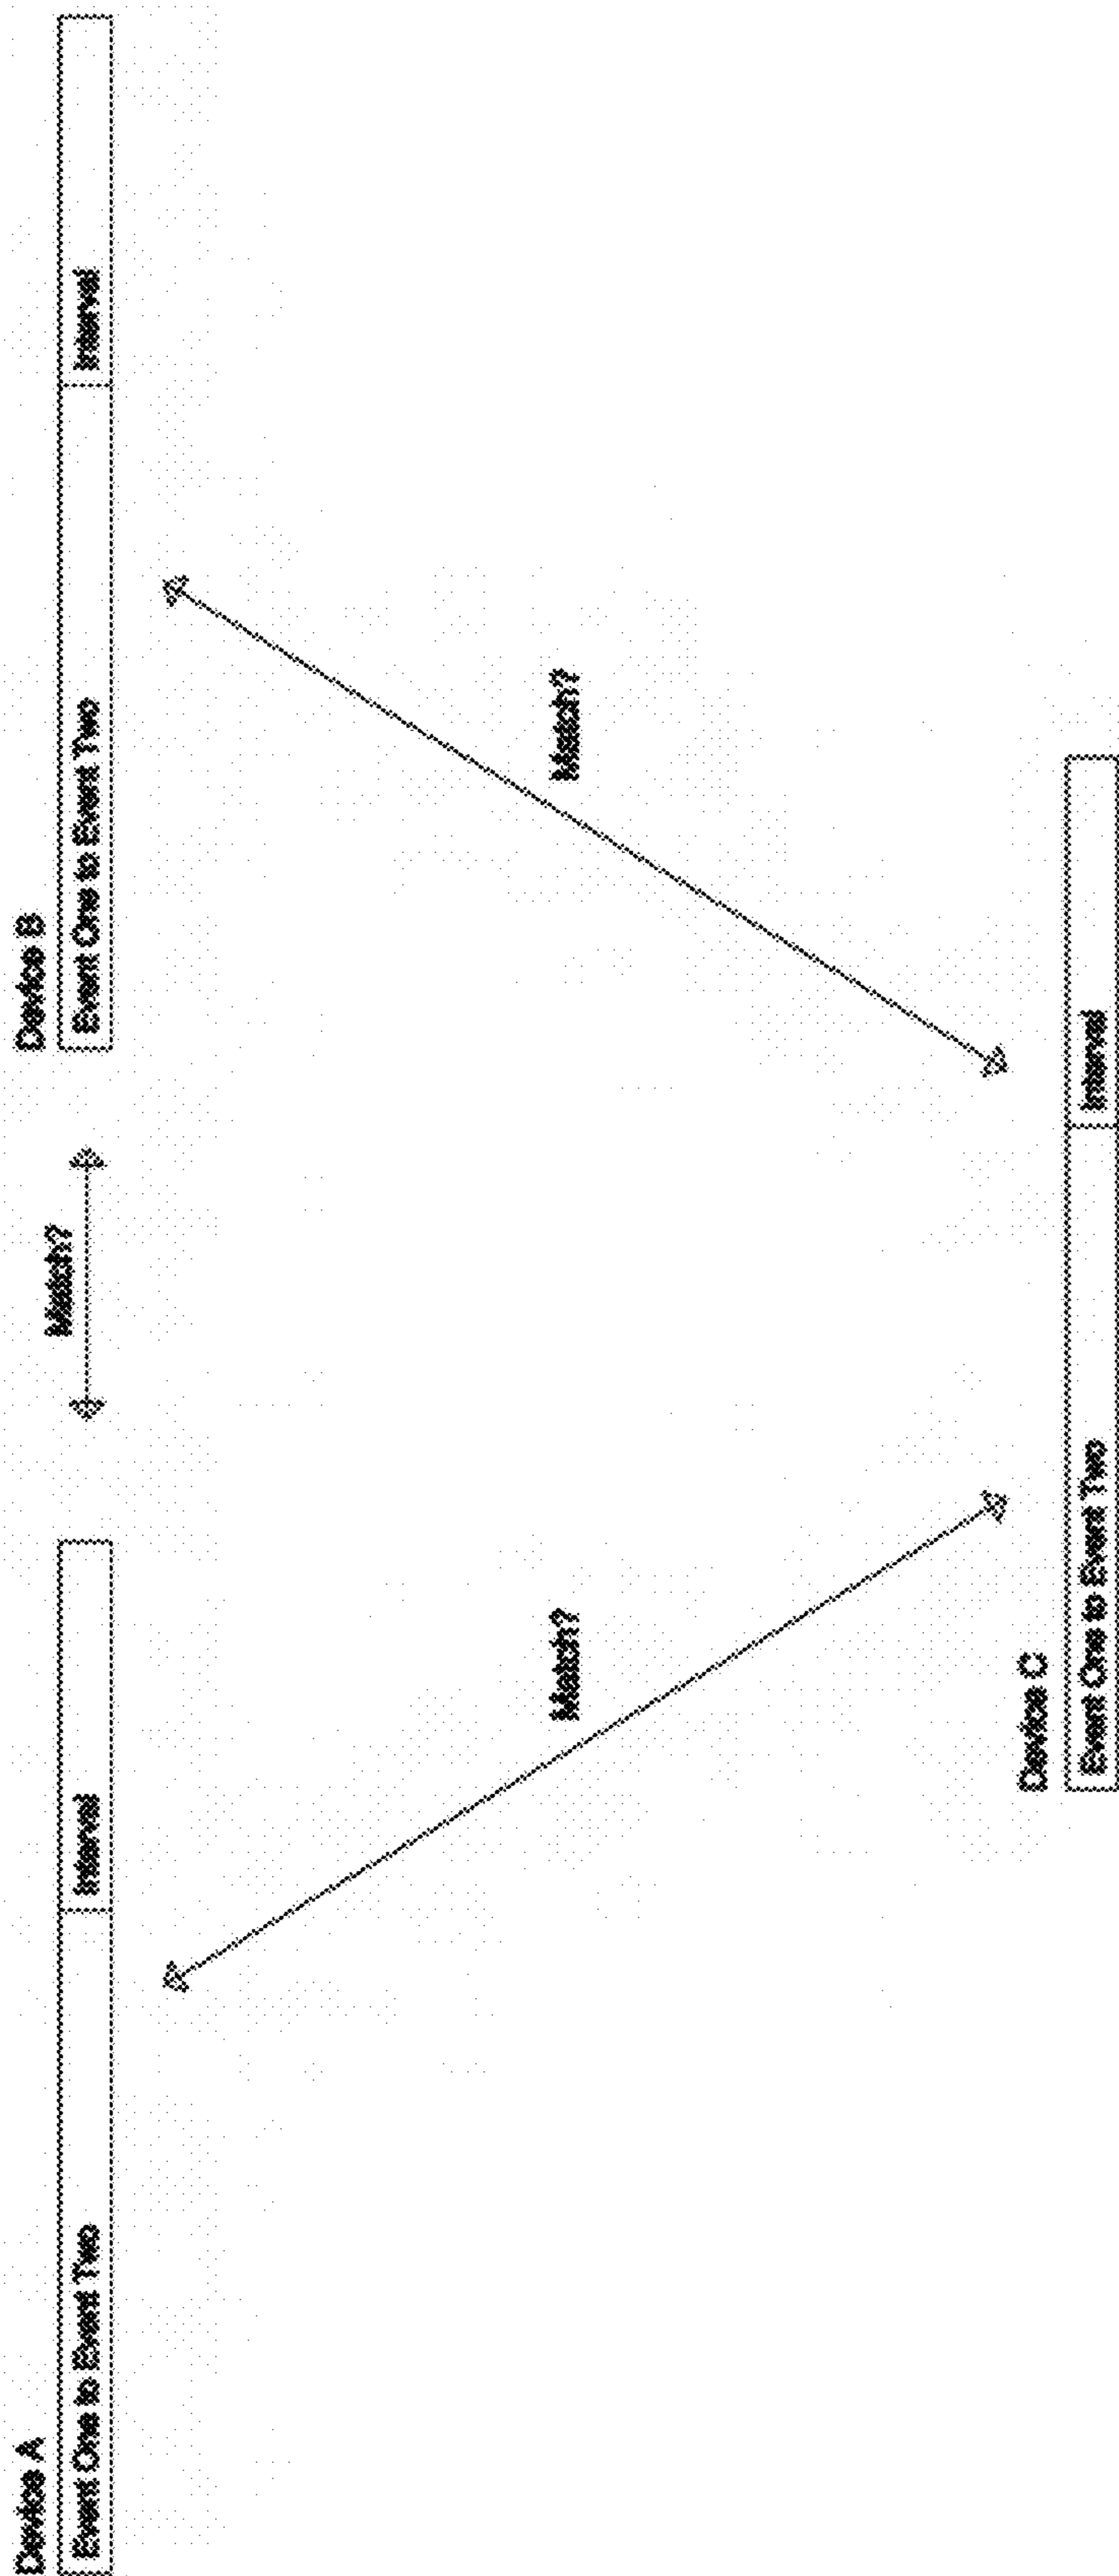 Device A
Event One to Event Two Interval
Match?
Device B
Event One to Event Two Interval
Match?
Match?
Device C
Event One to Event Two Interval